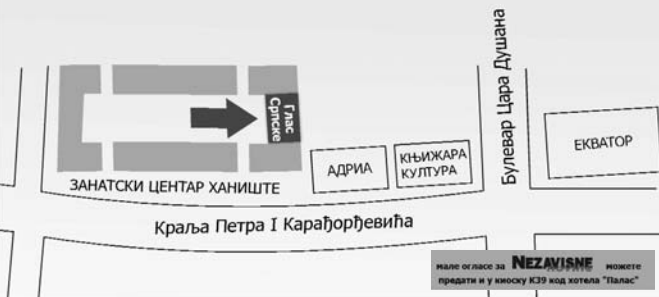 Булевар Цара Душана
Глас
Српске
ЕКВАТОР
КЊИЖАРА
КУЛТУРА
АДРИА
ЗАНАТСКИ ЦЕНТАР ХАНИШТЕ
Краља Петра I Карађорђевића
мале огласе за NEZAVISNE можете
предати и у киоску К39 код хотела "Палас"